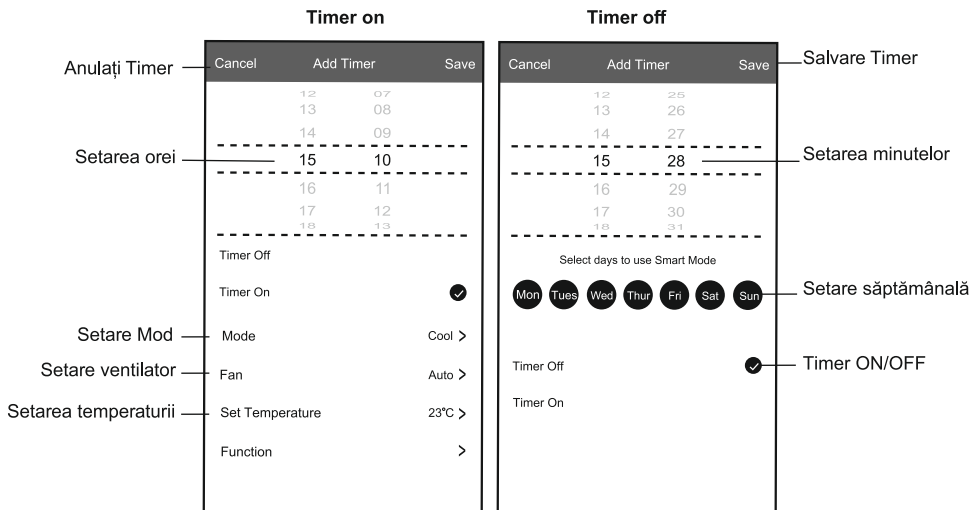 Timer on
Timer off
Anulați Timer
Cancel Add Timer Save
Cancel Add Timer Save
Salvare Timer
12 07
13 08
14 09
15 10
16 11
17 12
18 13
Setarea orei
12 25
13 26
14 27
15 28
16 29
17 30
18 31
Setarea minutelor
Timer Off
Timer On
Setare Mod
Mode Cool >
Setare ventilator
Fan Auto >
Setarea temperaturii
Set Temperature 23°C >
Function >
Select days to use Smart Mode
Mon Tues Wed Thur Fri Sat Sun
Setare săptămânală
Timer Off
Timer ON/OFF
Timer On